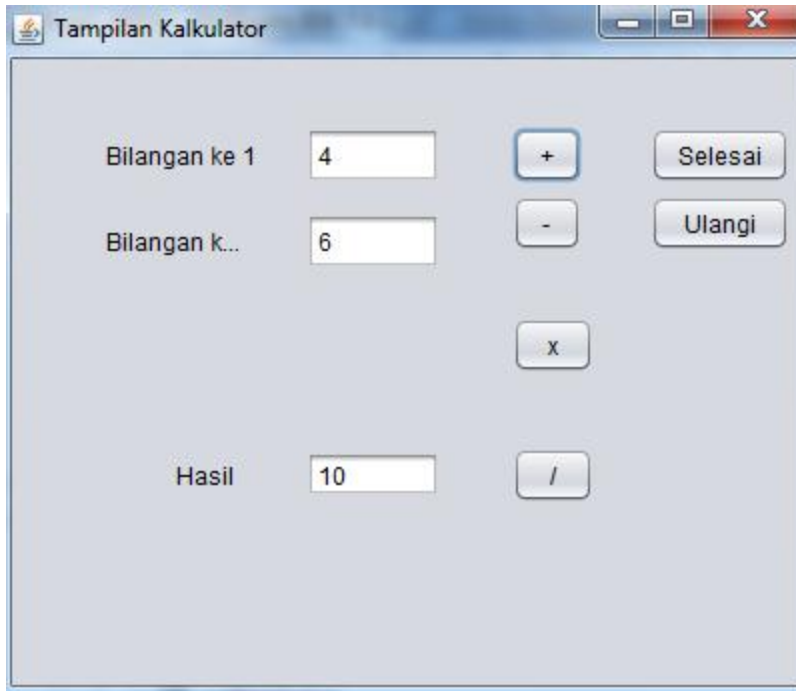 Tampilan Kalkulator
Bilangan ke 1 4 + Selesai
Bilangan k... 6 - Ulangi
x
Hasil 10 /